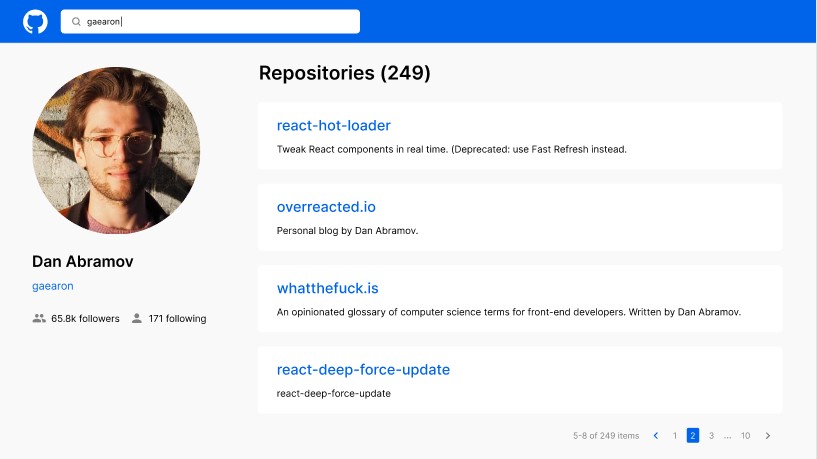 gaearon
Repositories (249)
react-hot-loader
Tweak React components in real time. (Deprecated: use Fast Refresh instead.
overreacted.io
Personal blog by Dan Abramov.
Dan Abramov
gaearon
65.8k followers 171 following
whatthefuck.is
An opinionated glossary of computer science terms for front-end developers. Written by Dan Abramov.
react-deep-force-update
react-deep-force-update
5-8 of 249 items 1 2 3 ... 10